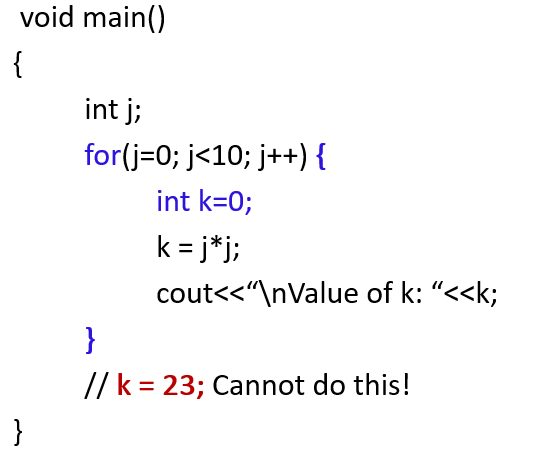 void main()
{
int j;
for(j=0; j<10; j++) {
int k=0;
k = j*j;
cout<<“\nValue of k: “<<k;
}
// k = 23; Cannot do this!
}